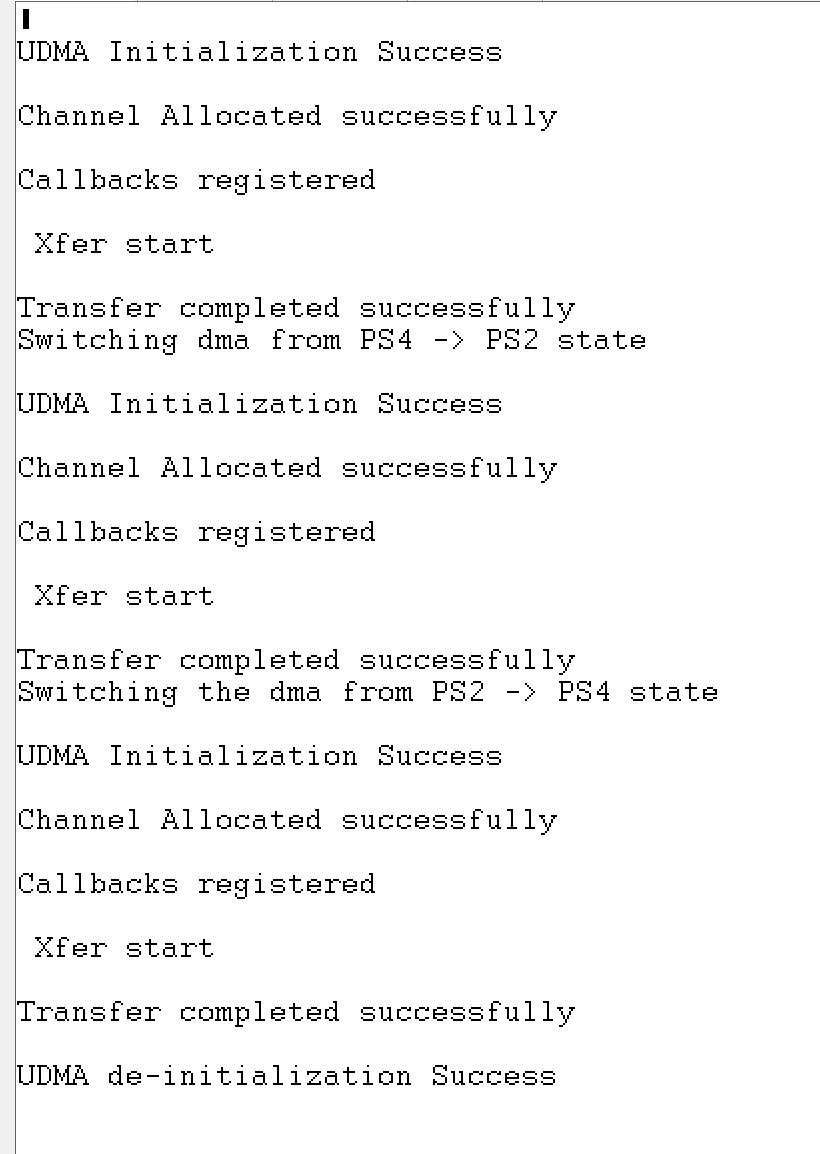 UDMA Initialization Success
Channel Allocated successfully
Callbacks registered
Xfer start
Transfer completed successfully
Switching dma from PS4 -> PS2 state
UDMA Initialization Success
Channel Allocated successfully
Callbacks registered
Xfer start
Transfer completed successfully
Switching the dma from PS2 -> PS4 state
UDMA Initialization Success
Channel Allocated successfully
Callbacks registered
Xfer start
Transfer completed successfully
UDMA de-initialization Success